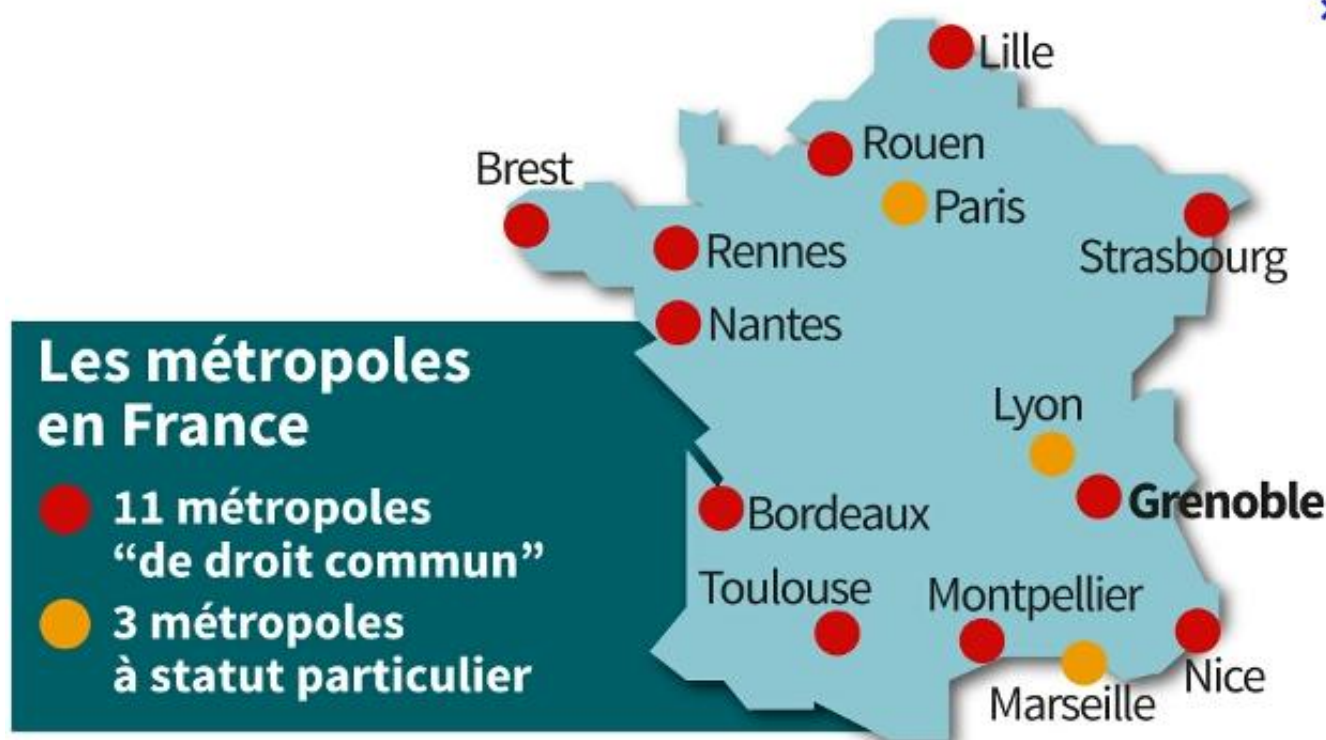 Lille
Rouen
Brest
Paris
Rennes
Strasbourg
Nantes
Les métropoles
en France
Lyon
11 métropoles
“de droit commun”
Grenoble
Bordeaux
Toulouse
Montpellier
3 métropoles
à statut particulier
Nice
Marseille